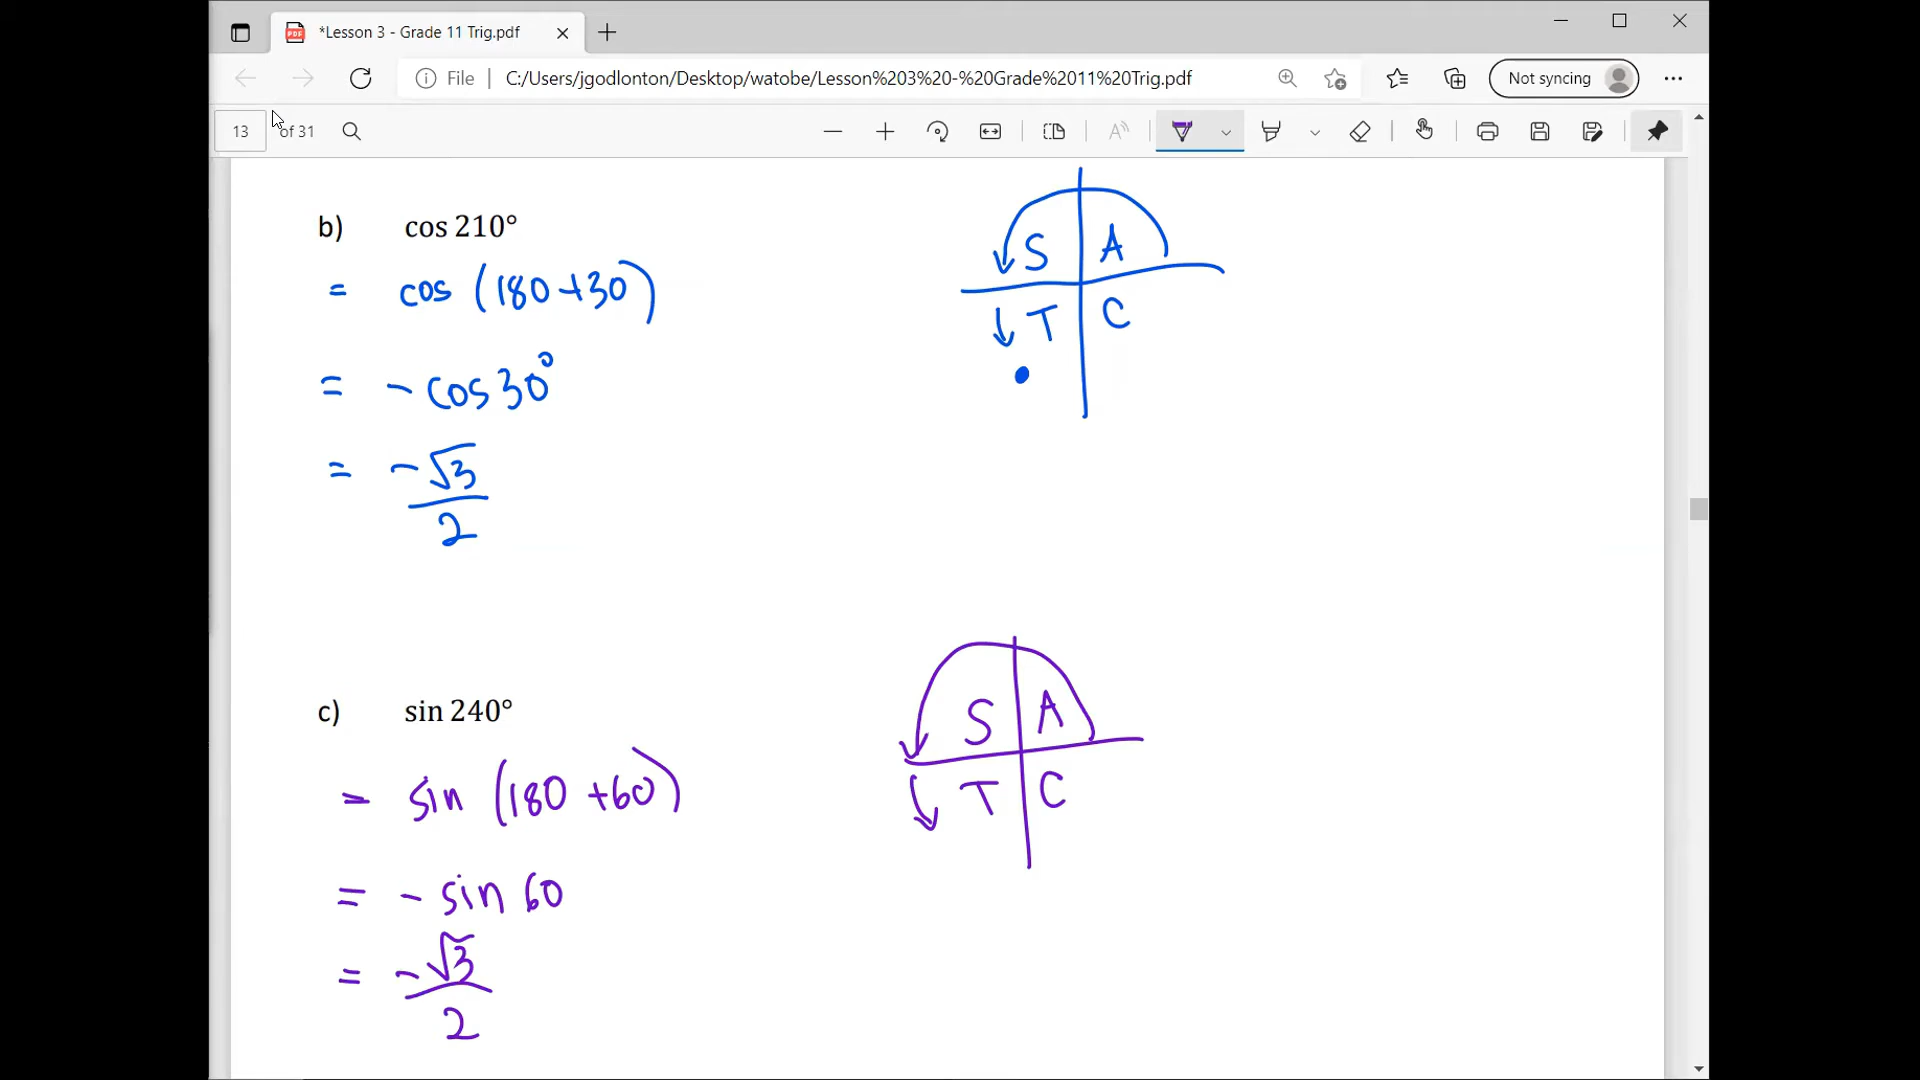 *Lesson 3 - Grade 11 Trig.pdf
File | C:/Users/jgodlonton/Desktop/watobe/Lesson%203%20-%20Grade%2011%20Trig.pdf Not syncing
13 of 31
b) cos 210°
= cos (180+30)
= - cos 30°
= -√3/2
S A
T C
c) sin 240°
= sin (180 +60)
= - sin 60
= -√3/2
S A
T C